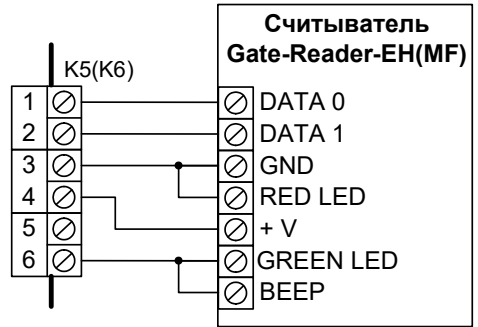 Считыватель
Gate-Reader-EH(MF)
K5(K6)
1 DATA 0
2 DATA 1
3 GND
4 RED LED
5 + V
6 GREEN LED
BEEP